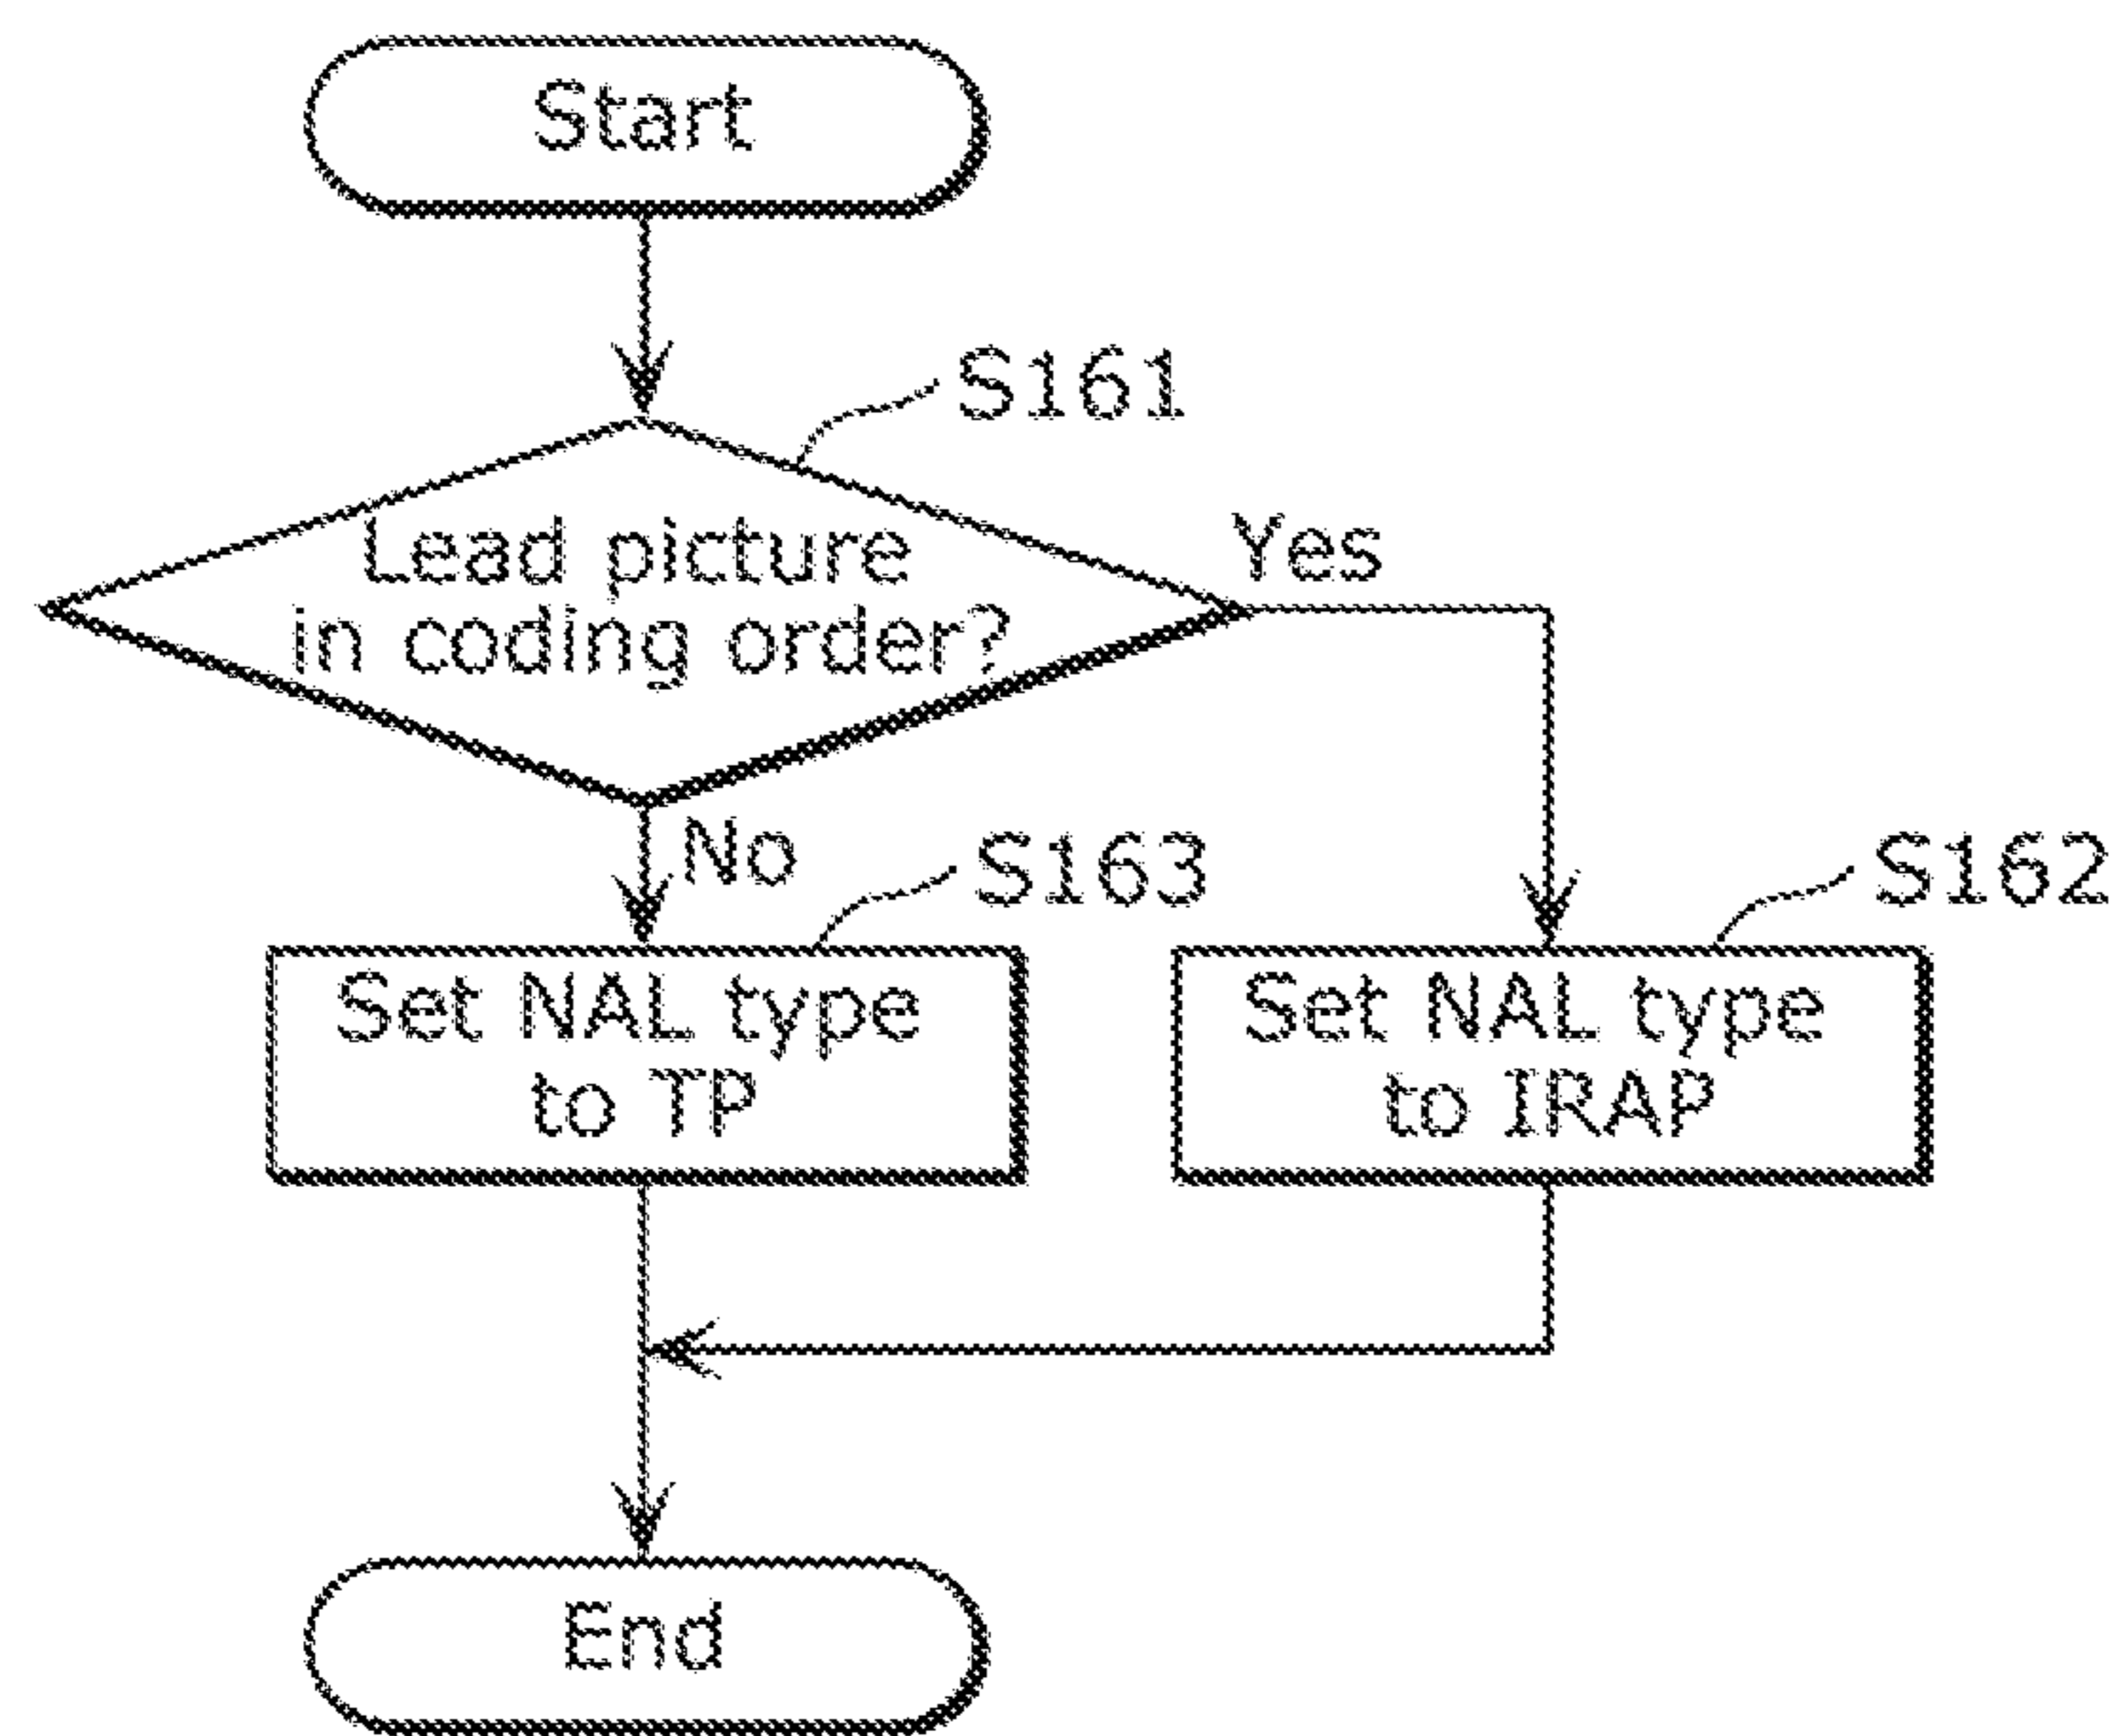 Start
S161
Lead picture
in coding order?
Yes
No
S163
S162
Set NAL type
to TP
Set NAL type
to IRAP
End